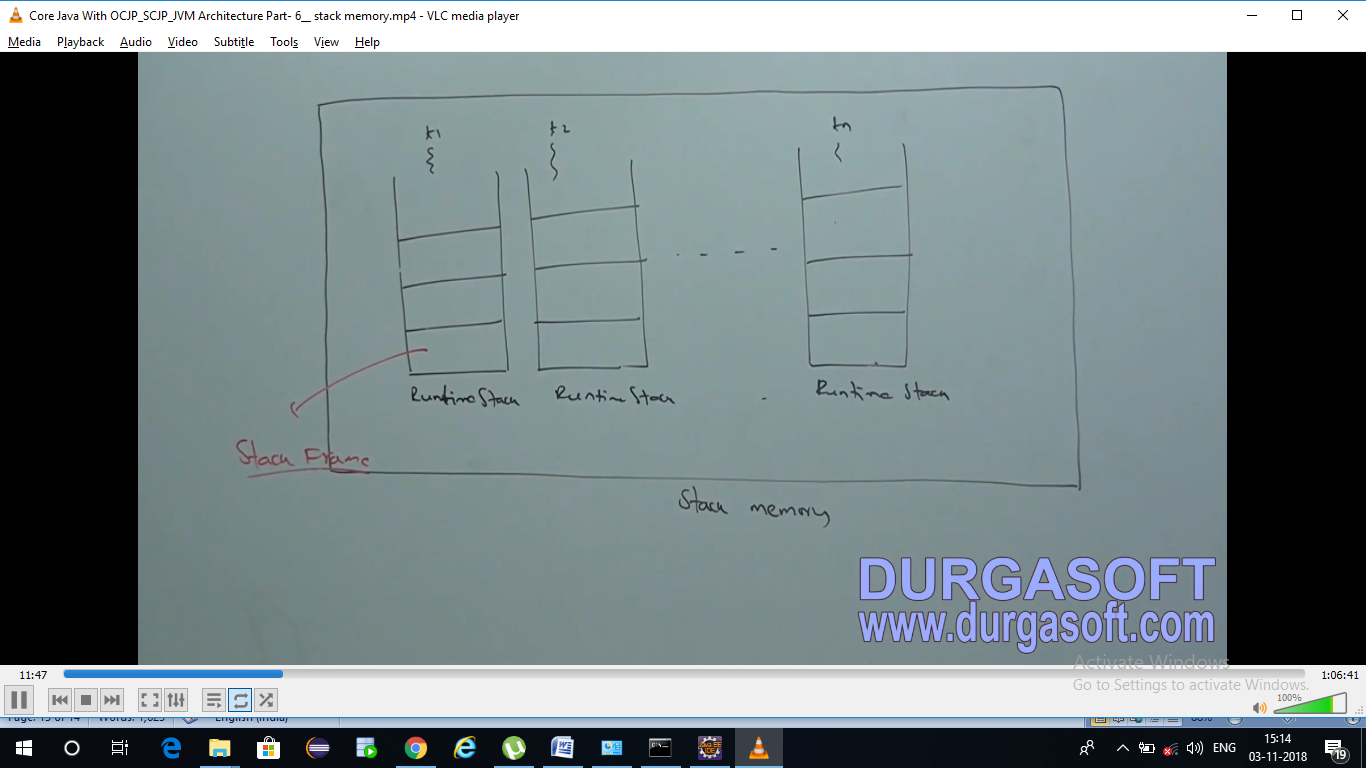 Core Java With OCJP_SCJP_JVM Architecture Part- 6__ stack memory.mp4 - VLC media player
Media Playback Audio Video Subtitle Tools View Help
t1 t2 tn
Runtime Stack Runtime Stack Runtime Stack
Stack Frame
Stack memory
DURGASOFT
www.durgasoft.com
Activate Windows
Go to Settings to activate Windows.
11:47 1:06:41
100%
English (India)
ENG
15:14
03-11-2018
19